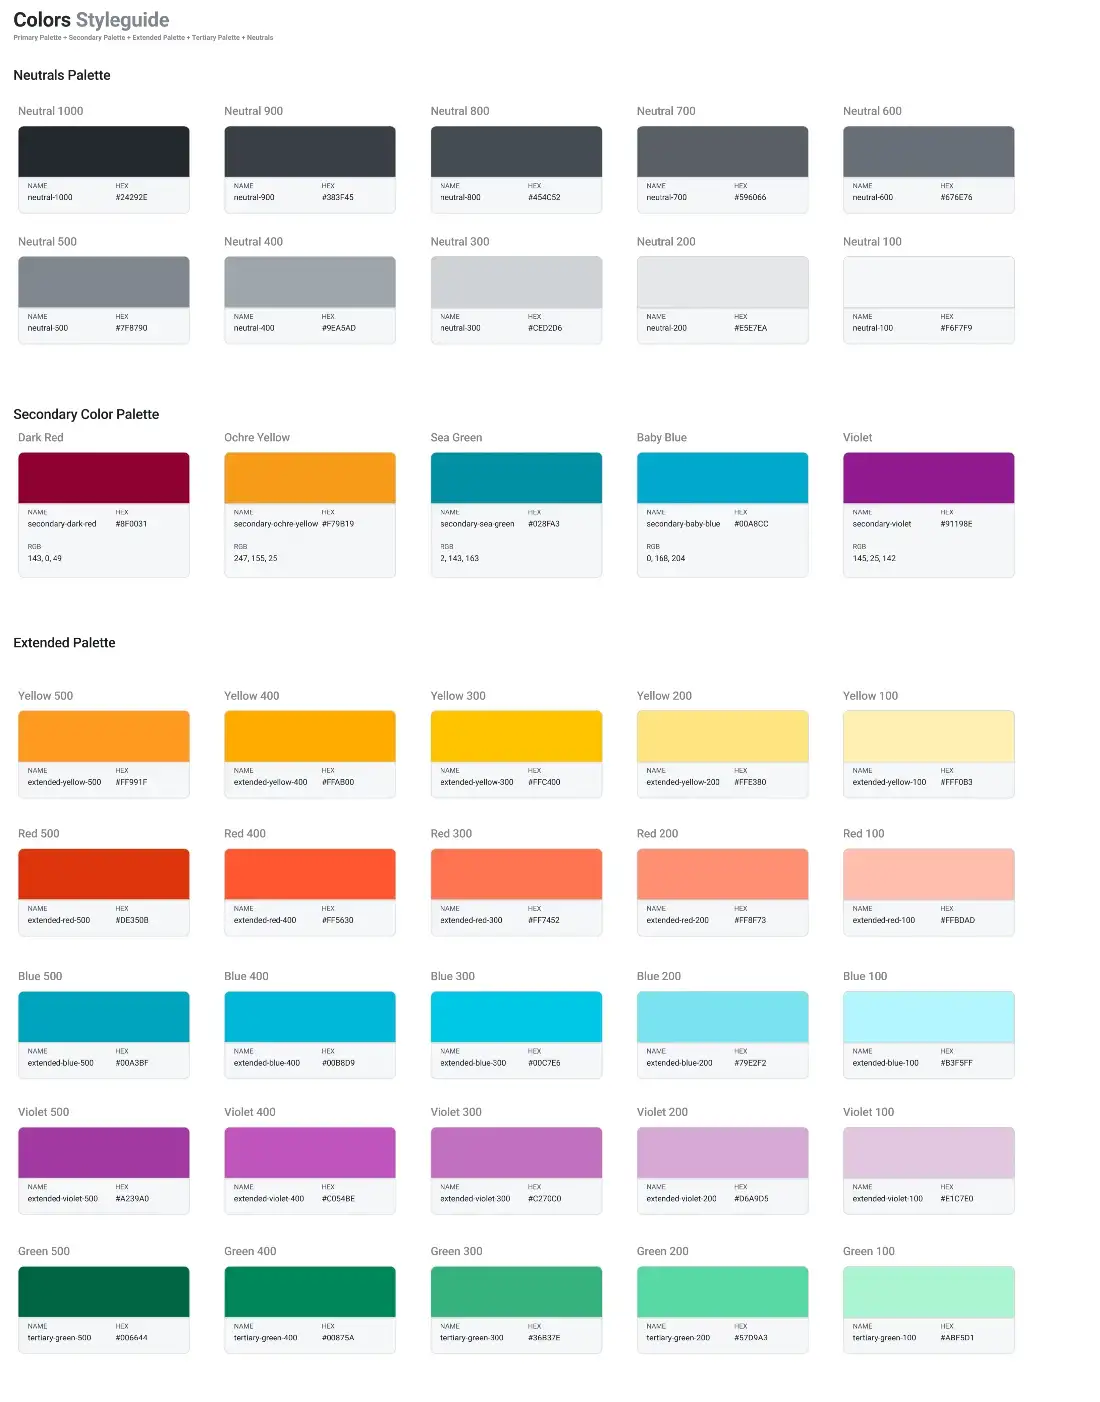 Colors Styleguide
Primary Palette + Secondary Palette + Extended Palette + Tertiary Palette + Neutrals
Neutrals Palette
Neutral 1000 Neutral 900 Neutral 800 Neutral 700 Neutral 600
NAME HEX NAME HEX NAME HEX NAME HEX NAME HEX
neutral-1000 #24292E neutral-900 #383F45 neutral-800 #454C52 neutral-700 #596066 neutral-600 #676E76
Neutral 500 Neutral 400 Neutral 300 Neutral 200 Neutral 100
NAME HEX NAME HEX NAME HEX NAME HEX NAME HEX
neutral-500 #7F8790 neutral-400 #9EA5AD neutral-300 #CED2D6 neutral-200 #E5E7EA neutral-100 #F6F7F9
Secondary Color Palette
Dark Red Ochre Yellow Sea Green Baby Blue Violet
NAME HEX NAME HEX NAME HEX NAME HEX NAME HEX
secondary-dark-red #8F0031 secondary-ochre-yellow #F79B19 secondary-sea-green #028FA3 secondary-baby-blue #00A8CC secondary-violet #91198E
RGB RGB RGB RGB RGB
143, 0, 49 247, 155, 25 2, 143, 163 0, 168, 204 145, 25, 142
Extended Palette
Yellow 500 Yellow 400 Yellow 300 Yellow 200 Yellow 100
NAME HEX NAME HEX NAME HEX NAME HEX NAME HEX
extended-yellow-500 #FF991F extended-yellow-400 #FFAB00 extended-yellow-300 #FFC400 extended-yellow-200 #FFE380 extended-yellow-100 #FFF0B3
Red 500 Red 400 Red 300 Red 200 Red 100
NAME HEX NAME HEX NAME HEX NAME HEX NAME HEX
extended-red-500 #DE350B extended-red-400 #FF5630 extended-red-300 #FF7452 extended-red-200 #FF8F73 extended-red-100 #FFBDAD
Blue 500 Blue 400 Blue 300 Blue 200 Blue 100
NAME HEX NAME HEX NAME HEX NAME HEX NAME HEX
extended-blue-500 #00A3BF extended-blue-400 #00B8D9 extended-blue-300 #00C7E6 extended-blue-200 #79E2F2 extended-blue-100 #B3F5FF
Violet 500 Violet 400 Violet 300 Violet 200 Violet 100
NAME HEX NAME HEX NAME HEX NAME HEX NAME HEX
extended-violet-500 #A239A0 extended-violet-400 #C054BE extended-violet-300 #C270C0 extended-violet-200 #D6A9D5 extended-violet-100 #E1C7E0
Green 500 Green 400 Green 300 Green 200 Green 100
NAME HEX NAME HEX NAME HEX NAME HEX NAME HEX
tertiary-green-500 #006644 tertiary-green-400 #00875A tertiary-green-300 #36B37E tertiary-green-200 #57D9A3 tertiary-green-100 #ABF5D1